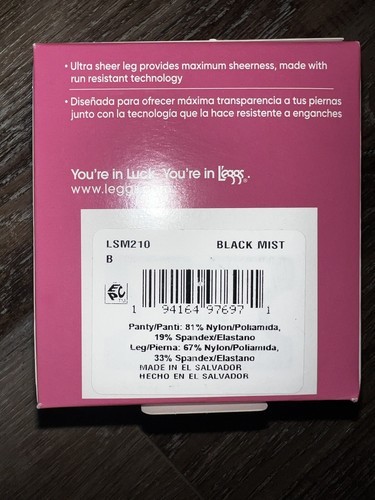 • Ultra sheer leg provides maximum sheerness, made with
run resistant technology
• Diseñada para ofrecer máxima transparencia a tus piernas
junto con la tecnología que la hace resistente a enganches
You're in Luck. You're in L'eggs.
www.leggs.com
LSM210 BLACK MIST
B
1 94164 97697 1
Panty/Panti: 81% Nylon/Poliamida,
19% Spandex/Elastano
Leg/Pierna: 67% Nylon/Poliamida,
33% Spandex/Elastano
MADE IN EL SALVADOR
HECHO EN EL SALVADOR